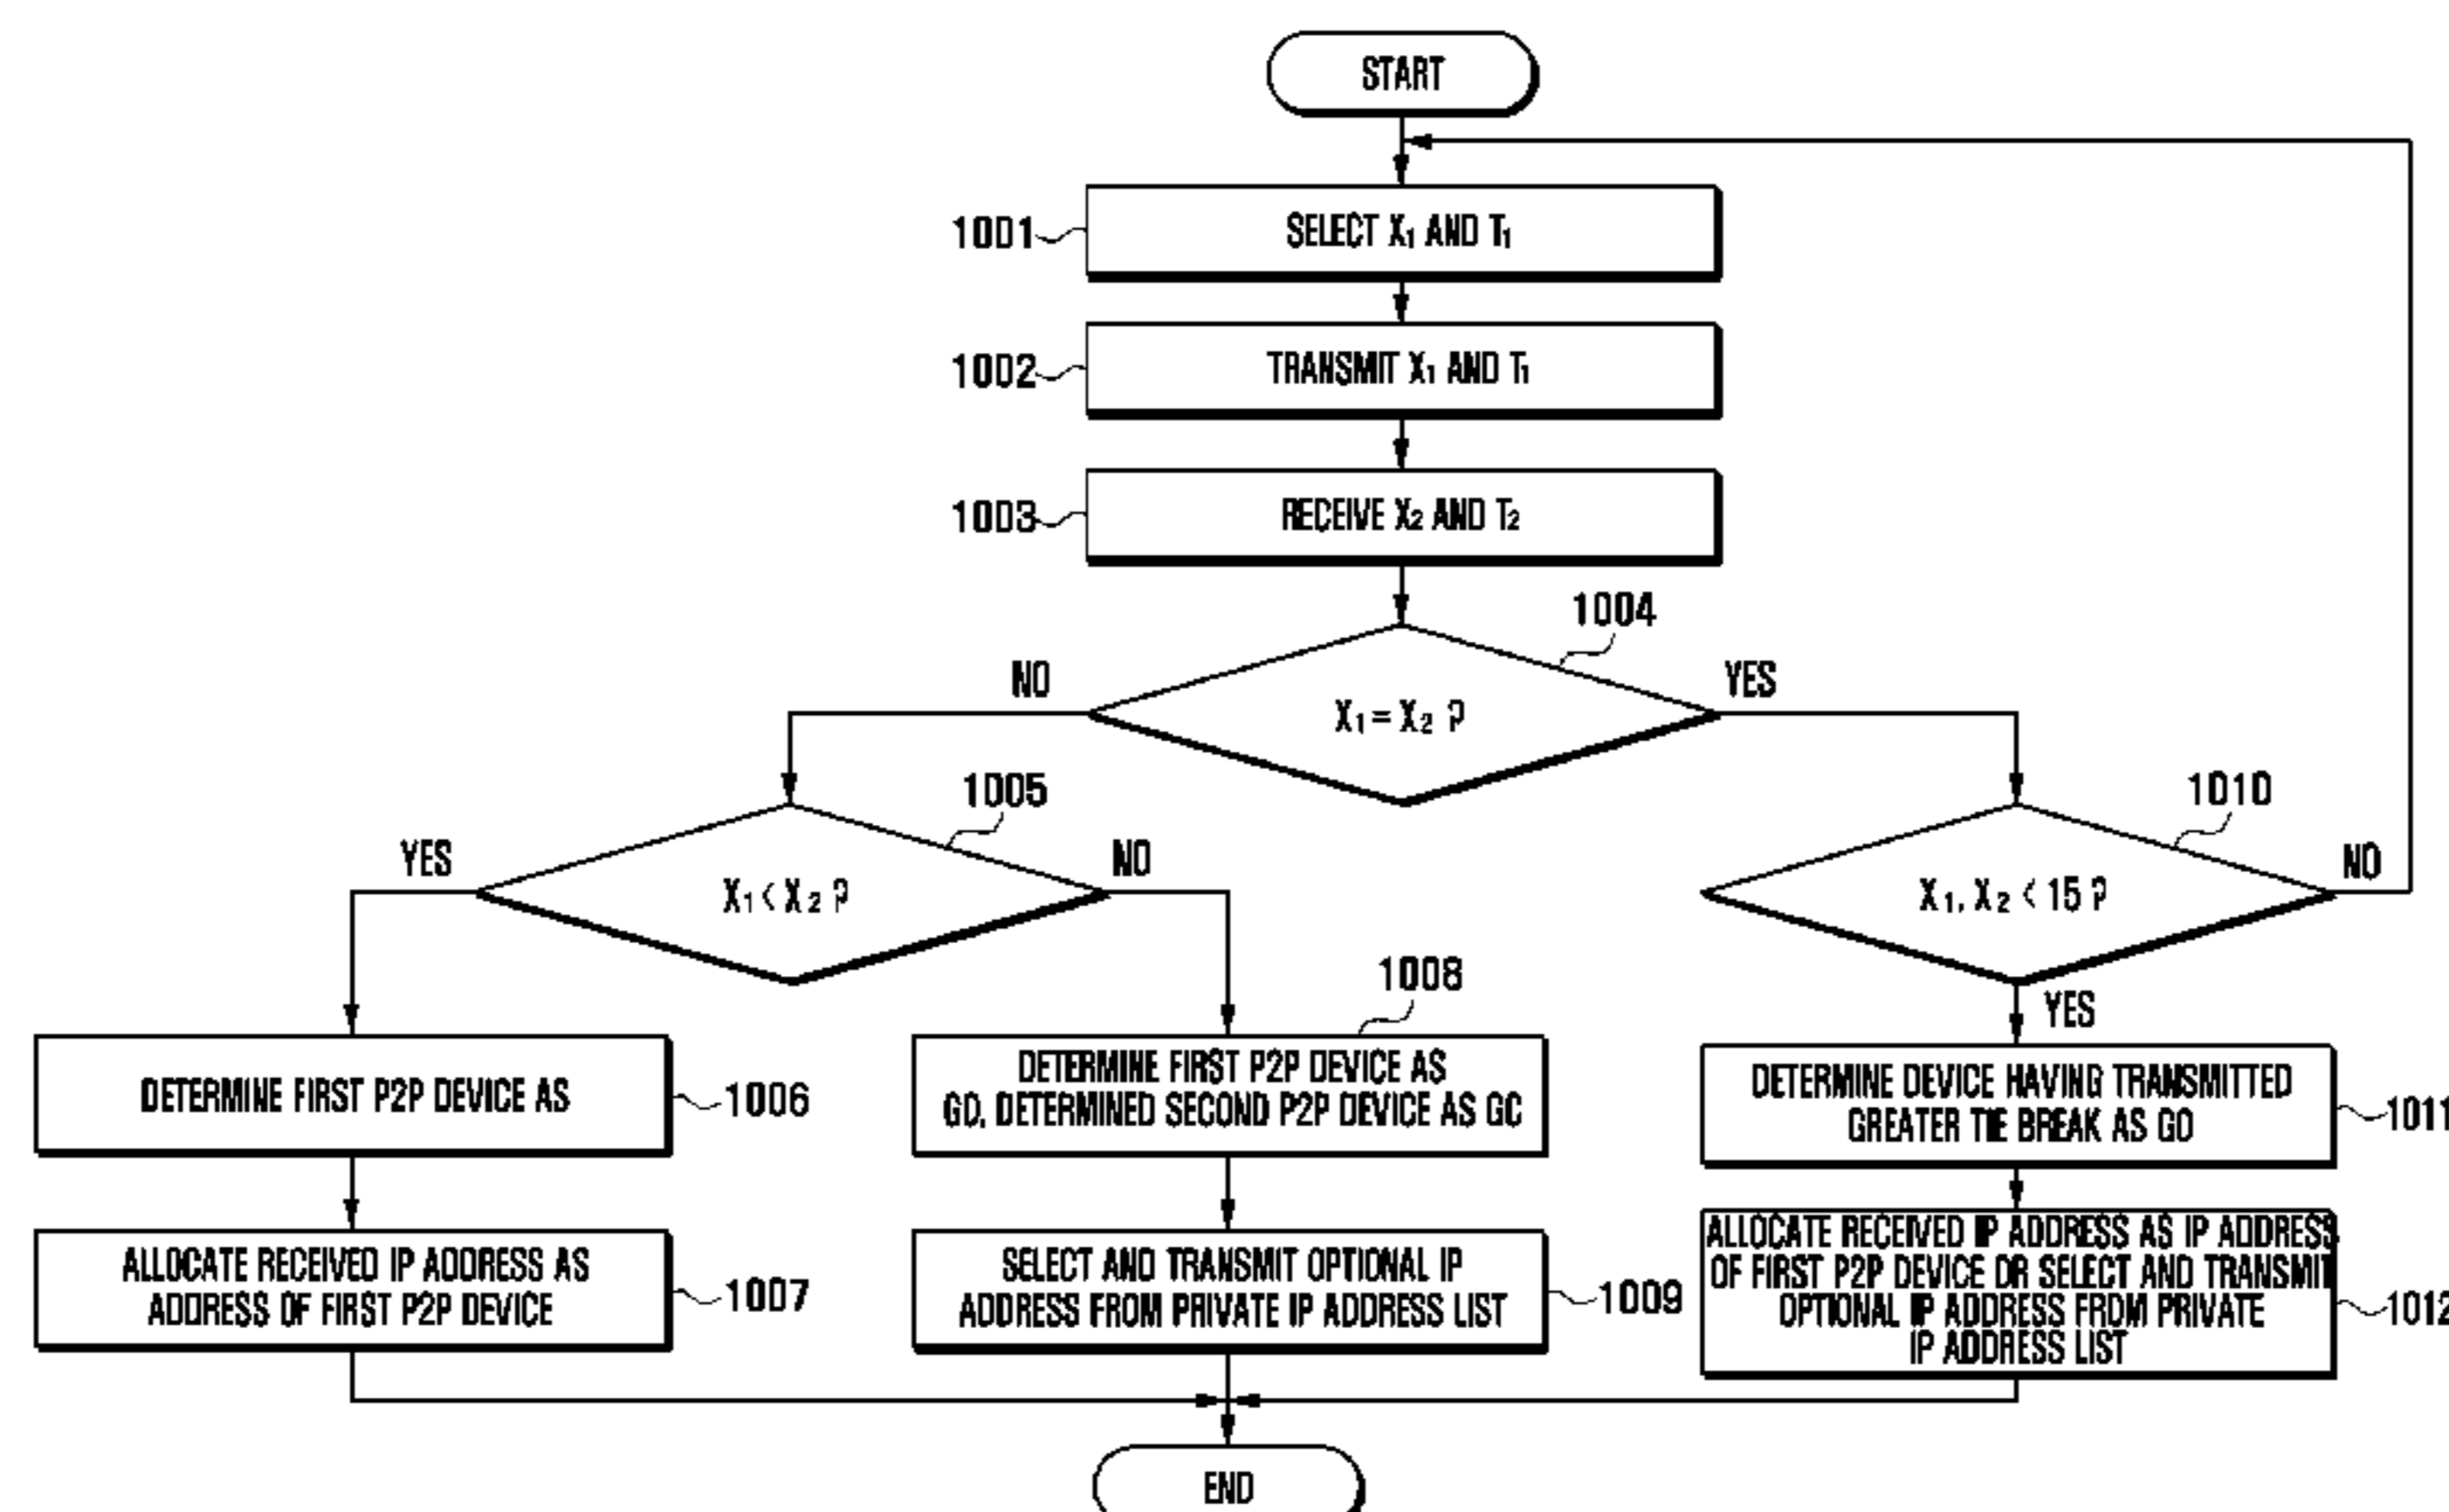 START
1001
SELECT X1 AND T1
1002
TRANSMIT X1 AND T1
1003
RECEIVE X2 AND T2
1004
NO
YES
X1 = X2 ?
1005
1010
YES
NO
NO
X1 < X2 ?
X1, X2 < 15 ?
1008
YES
DETERMINE FIRST P2P DEVICE AS
1006
DETERMINE FIRST P2P DEVICE AS
GO, DETERMINED SECOND P2P DEVICE AS GC
DETERMINE DEVICE HAVING TRANSMITTED
GREATER TIE BREAK AS GO
1011
ALLOCATE RECEIVED IP ADDRESS AS
ADDRESS OF FIRST P2P DEVICE
1007
SELECT AND TRANSMIT OPTIONAL IP
ADDRESS FROM PRIVATE IP ADDRESS LIST
1009
ALLOCATE RECEIVED IP ADDRESS AS IP ADDRESS
OF FIRST P2P DEVICE OR SELECT AND TRANSMIT
OPTIONAL IP ADDRESS FROM PRIVATE
IP ADDRESS LIST
1012
END